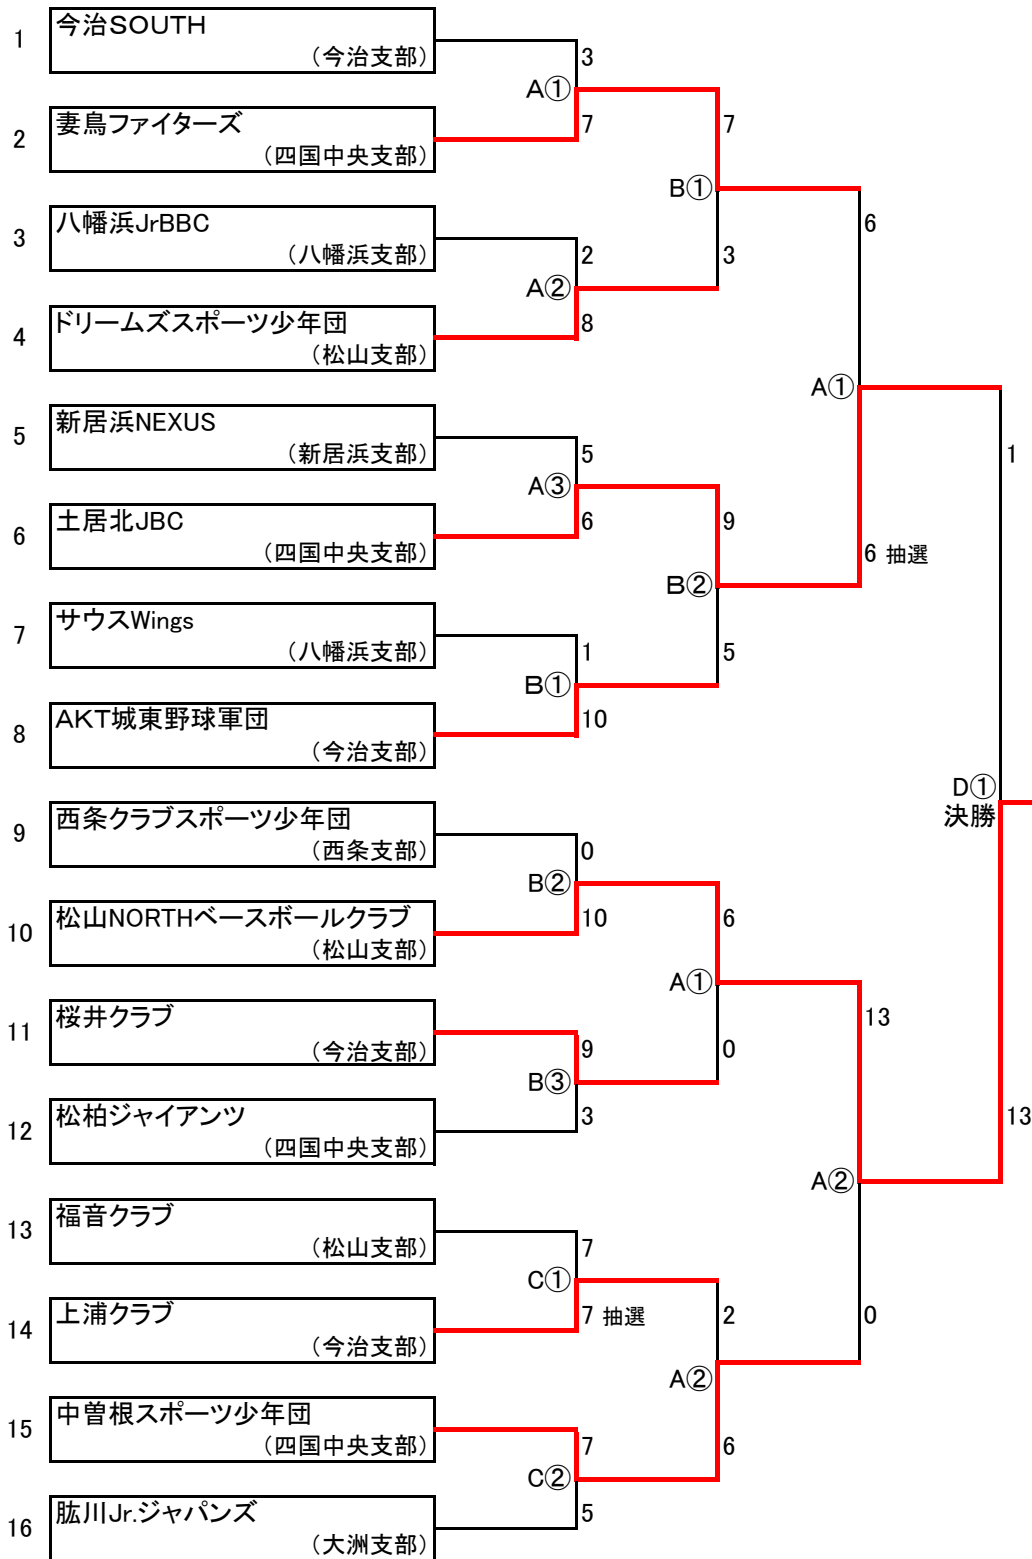 1
今治SOUTH
（今治支部）
3
A①
2
妻鳥ファイターズ
（四国中央支部）
7
7
B①
3
八幡浜JrBBC
（八幡浜支部）
2
3
6
A②
4
ドリームズスポーツ少年団
（松山支部）
8
A①
5
新居浜NEXUS
（新居浜支部）
5
1
A③
6
土居北JBC
（四国中央支部）
6
9
6 抽選
B②
7
サウスWings
（八幡浜支部）
1
5
B①
8
AKT城東野球軍団
（今治支部）
10
D①
決勝
9
西条クラブスポーツ少年団
（西条支部）
0
B②
10
松山NORTHベースボールクラブ
（松山支部）
10
6
A①
11
桜井クラブ
（今治支部）
9
0
13
B③
12
松柏ジャイアンツ
（四国中央支部）
3
13
A②
13
福音クラブ
（松山支部）
7
C①
14
上浦クラブ
（今治支部）
7 抽選
2
0
A②
15
中曽根スポーツ少年団
（四国中央支部）
7
6
C②
16
肱川Jr.ジャパンズ
（大洲支部）
5